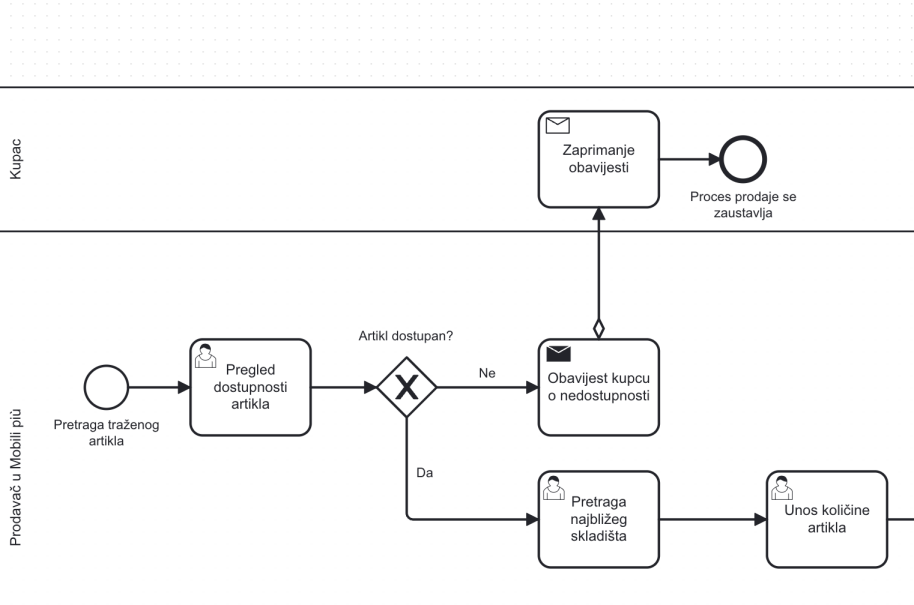 Kupac
Zaprimanje
obavijesti
Proces prodaje se
zaustavlja
Prodavač u Mobili più
Pretraga traženog
artikla
Pregled
dostupnosti
artikla
Artikl dostupan?
Ne
Obavijest kupcu
o nedostupnosti
Da
Pretraga
najbližeg
skladišta
Unos količine
artikla